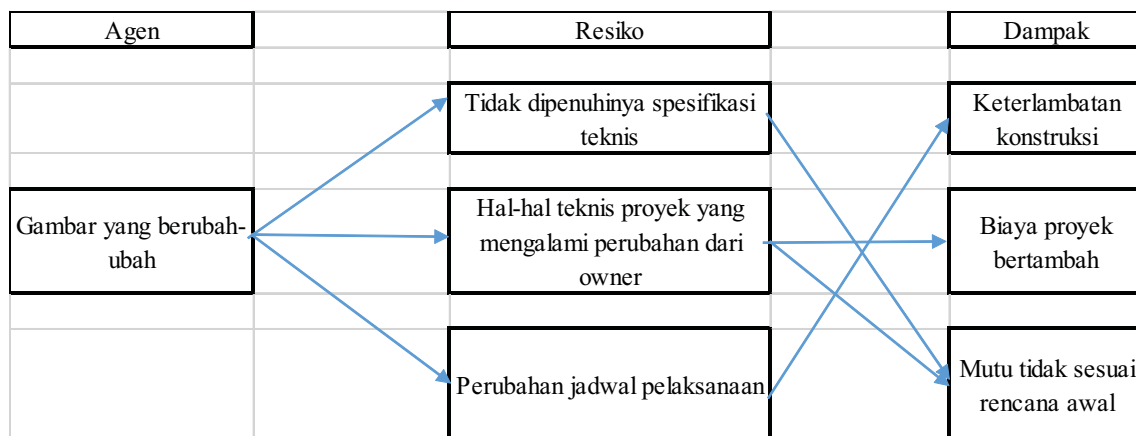 Agen
Resiko
Dampak
Tidak dipenuhinya spesifikasi
teknis
Keterlambatan
konstruksi
Gambar yang berubah-
ubah
Hal-hal teknis proyek yang
mengalami perubahan dari
owner
Biaya proyek
bertambah
Perubahan jadwal pelaksanaan
Mutu tidak sesuai
rencana awal